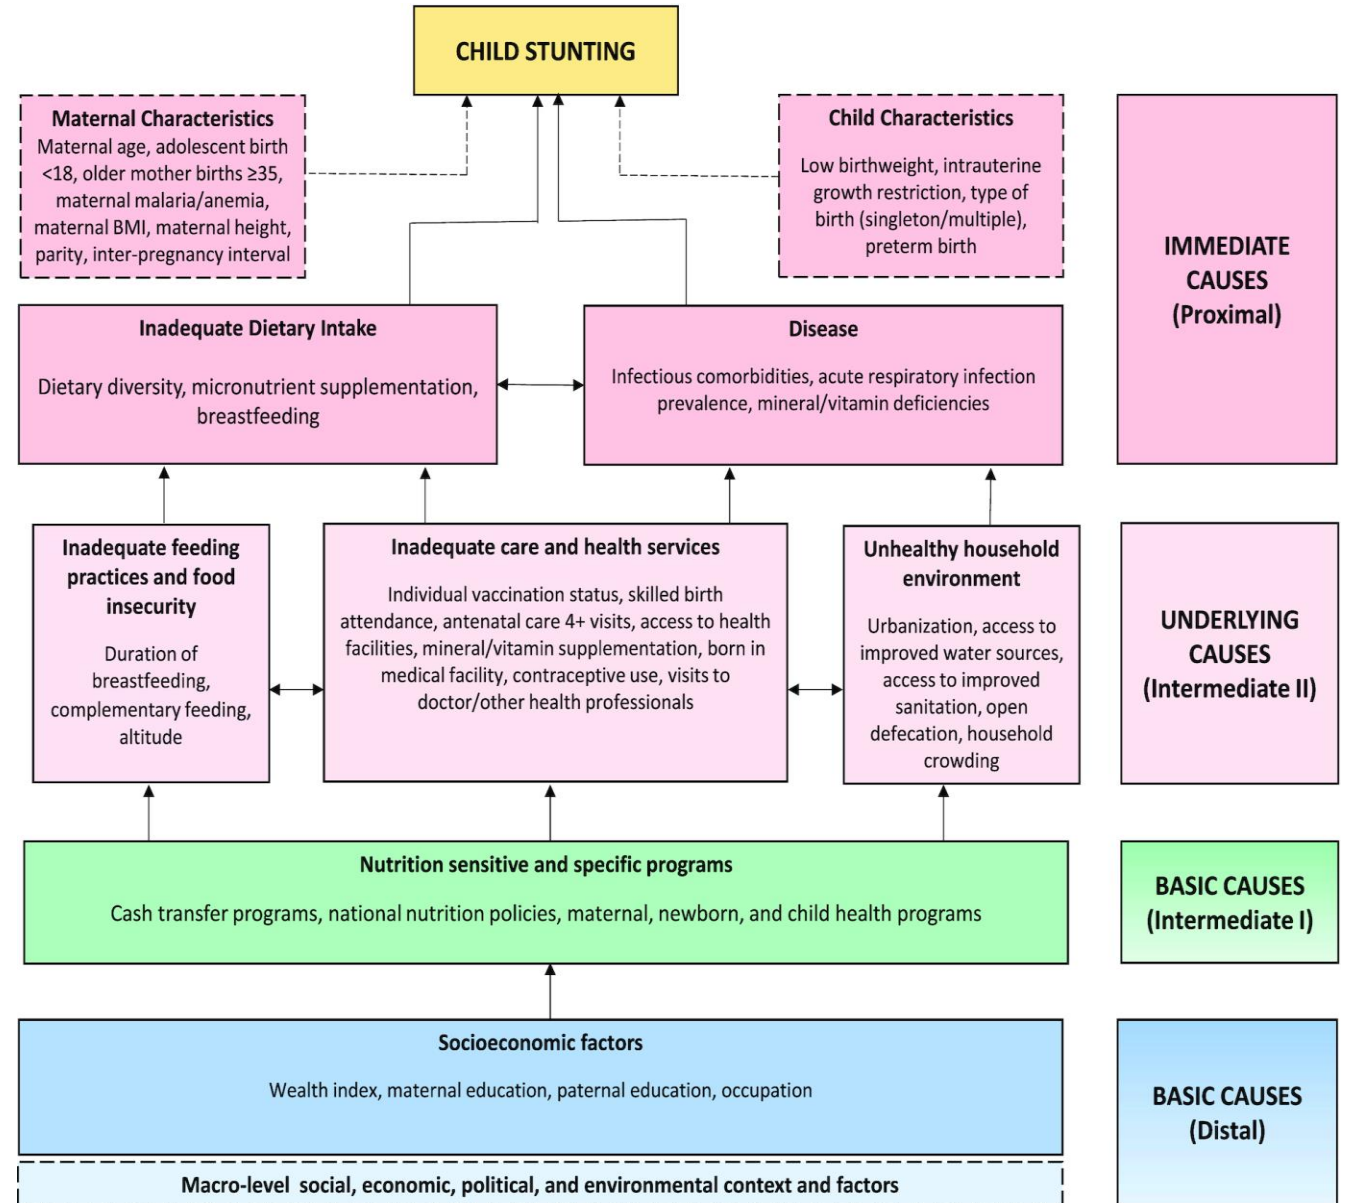 CHILD STUNTING
Maternal Characteristics
Maternal age, adolescent birth
<18, older mother births ≥35,
maternal malaria/anemia,
maternal BMI, maternal height,
parity, inter-pregnancy interval
Child Characteristics
Low birthweight, intrauterine
growth restriction, type of
birth (singleton/multiple),
preterm birth
IMMEDIATE
CAUSES
(Proximal)
Inadequate Dietary Intake
Dietary diversity, micronutrient supplementation,
breastfeeding
Disease
Infectious comorbidities, acute respiratory infection
prevalence, mineral/vitamin deficiencies
Inadequate feeding
practices and food
insecurity
Duration of
breastfeeding,
complementary feeding,
altitude
Inadequate care and health services
Individual vaccination status, skilled birth
attendance, antenatal care 4+ visits, access to health
facilities, mineral/vitamin supplementation, born in
medical facility, contraceptive use, visits to
doctor/other health professionals
Unhealthy household
environment
Urbanization, access to
improved water sources,
access to improved
sanitation, open
defecation, household
crowding
UNDERLYING
CAUSES
(Intermediate II)
Nutrition sensitive and specific programs
Cash transfer programs, national nutrition policies, maternal, newborn, and child health programs
BASIC CAUSES
(Intermediate I)
Socioeconomic factors
Wealth index, maternal education, paternal education, occupation
BASIC CAUSES
(Distal)
Macro-level social, economic, political, and environmental context and factors